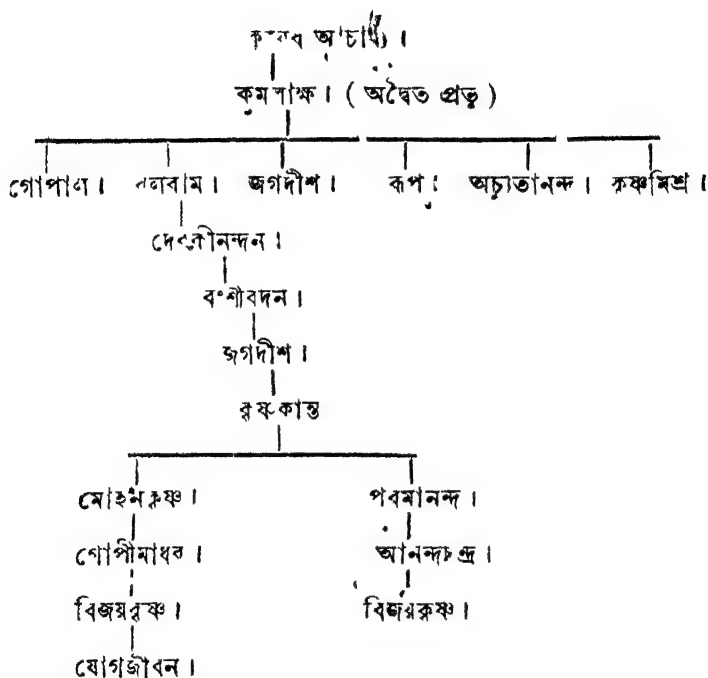 আচার্য্য।
কমলাক্ষ। ( অদ্বৈত প্রভু )
গোপাল। বলরাম। জগদীশ। রূপ। অচ্যুতানন্দ। কৃষ্ণমিশ্র।
দেবকীনন্দন।
বংশীবদন।
জগদীশ।
কৃষ্ণকান্ত
মোহনকৃষ্ণ। পরমানন্দ।
গোপীমাধব। আনন্দচন্দ্র।
বিজয়কৃষ্ণ। বিজয়কৃষ্ণ।
যোগজীবন।